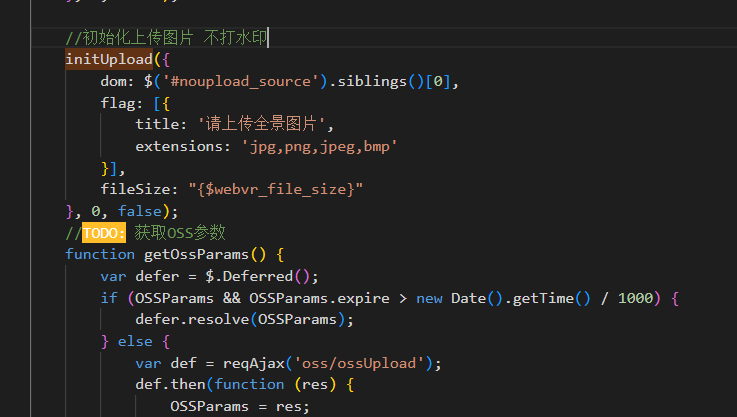 //初始化上传图片 不打水印
initUpload({
dom: $('#noupload_source').siblings()[0],
flag: [{
title: '请上传全景图片',
extensions: 'jpg,png,jpeg,bmp'
}],
fileSize: "{$webvr_file_size}"
}, 0, false);
//TODO: 获取OSS参数
function getOssParams() {
var defer = $.Deferred();
if (OSSParams && OSSParams.expire > new Date().getTime() / 1000) {
defer.resolve(OSSParams);
} else {
var def = reqAjax('oss/ossUpload');
def.then(function (res) {
OSSParams = res;